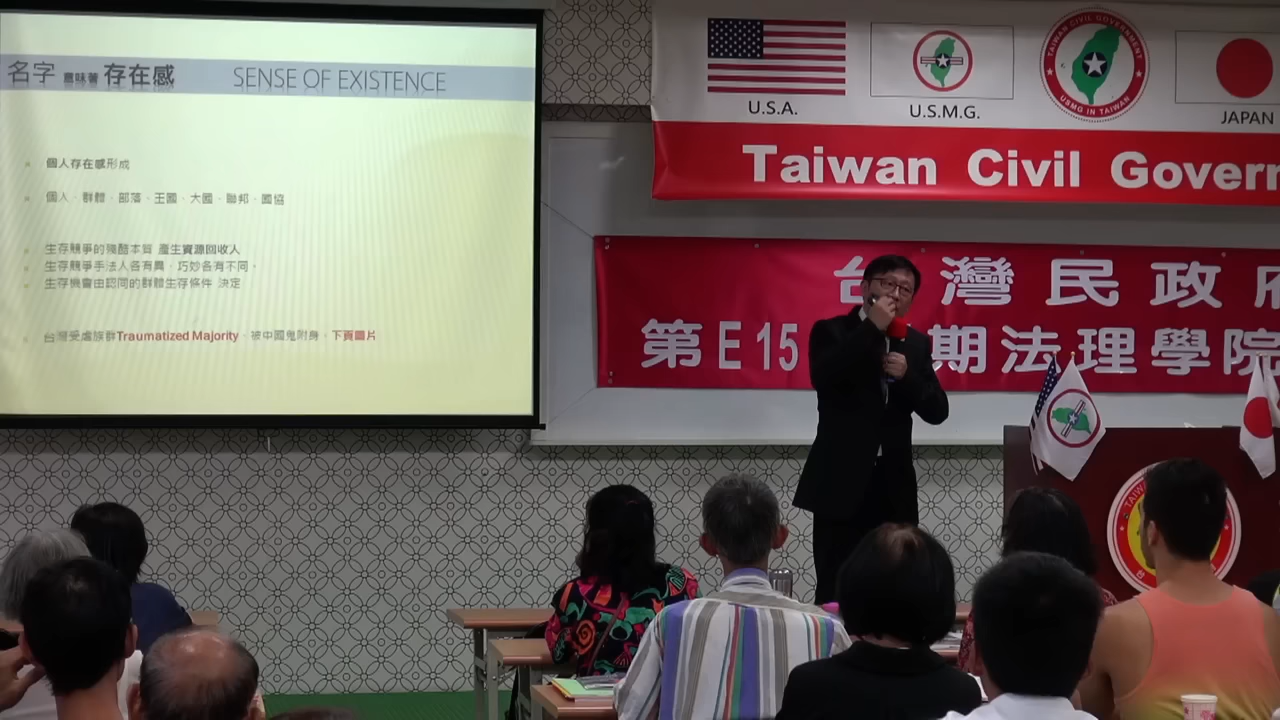 名字 意味著 存在感 SENSE OF EXISTENCE
個人存在感形成
個人、群體、部落、王國、大國、聯邦、國協
生存競爭的殘酷本質 產生資源回收人
生存競爭手法人各有異，巧妙各有不同。
生存機會由認同的群體生存條件 決定
台灣受虐族群Traumatized Majority，被中國鬼附身，下頁圖片
U.S.A.
U.S.M.G.
TAIWAN CIVIL GOVERNMENT
USMG IN TAIWAN
JAPAN
Taiwan Civil Govern
台灣民政府
第E15 期法理學院
TAIWA